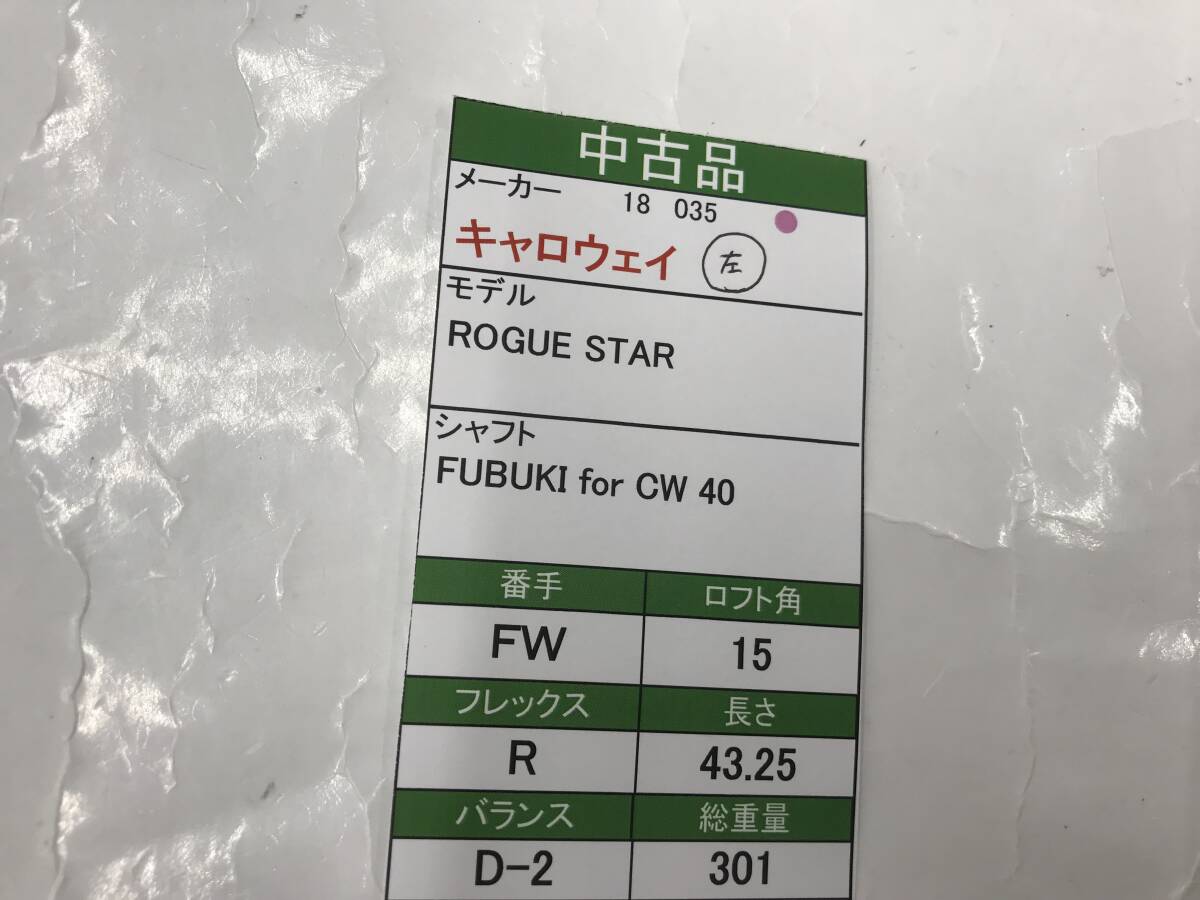 中古品
メーカー 18 035
キャロウェイ 左
モデル
ROGUE STAR
シャフト
FUBUKI for CW 40
番手 ロフト角
FW 15
フレックス 長さ
R 43.25
バランス 総重量
D-2 301